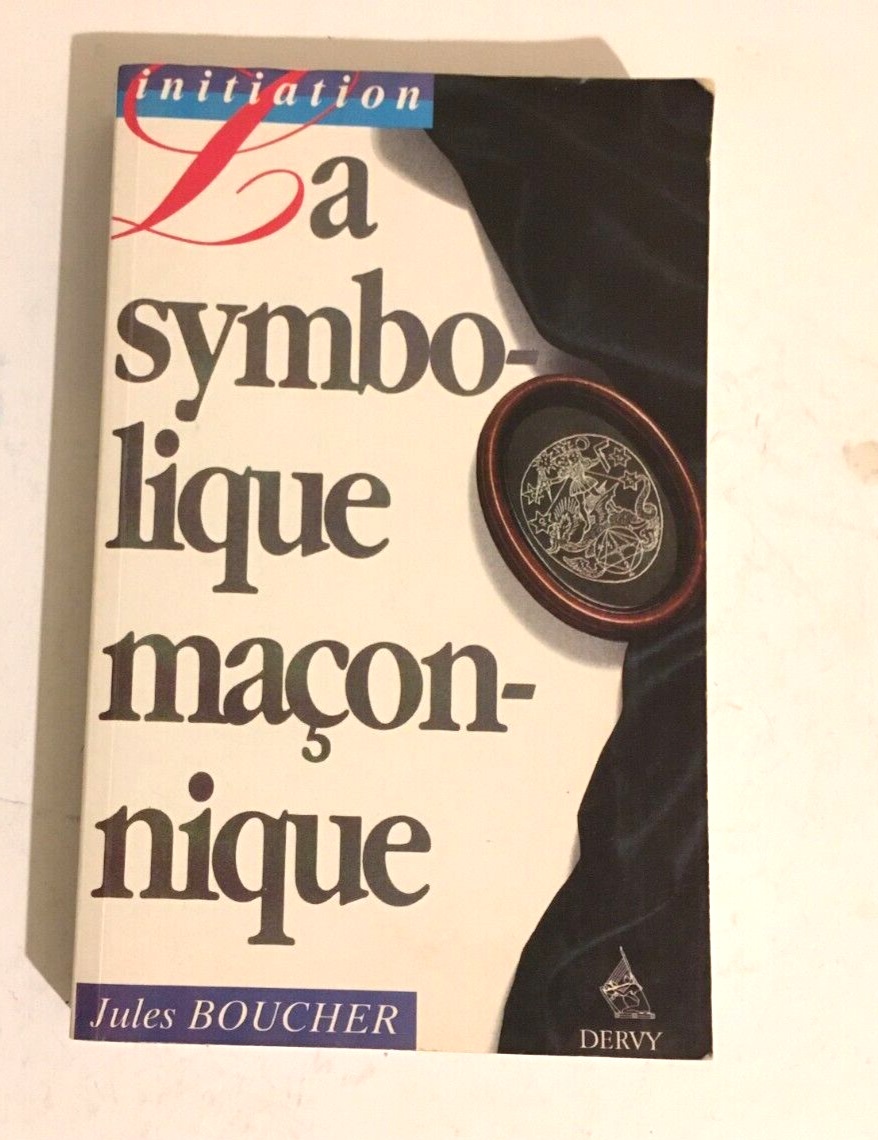 initiation
La
symbo-
lique
maçon-
nique
Jules BOUCHER
DERVY